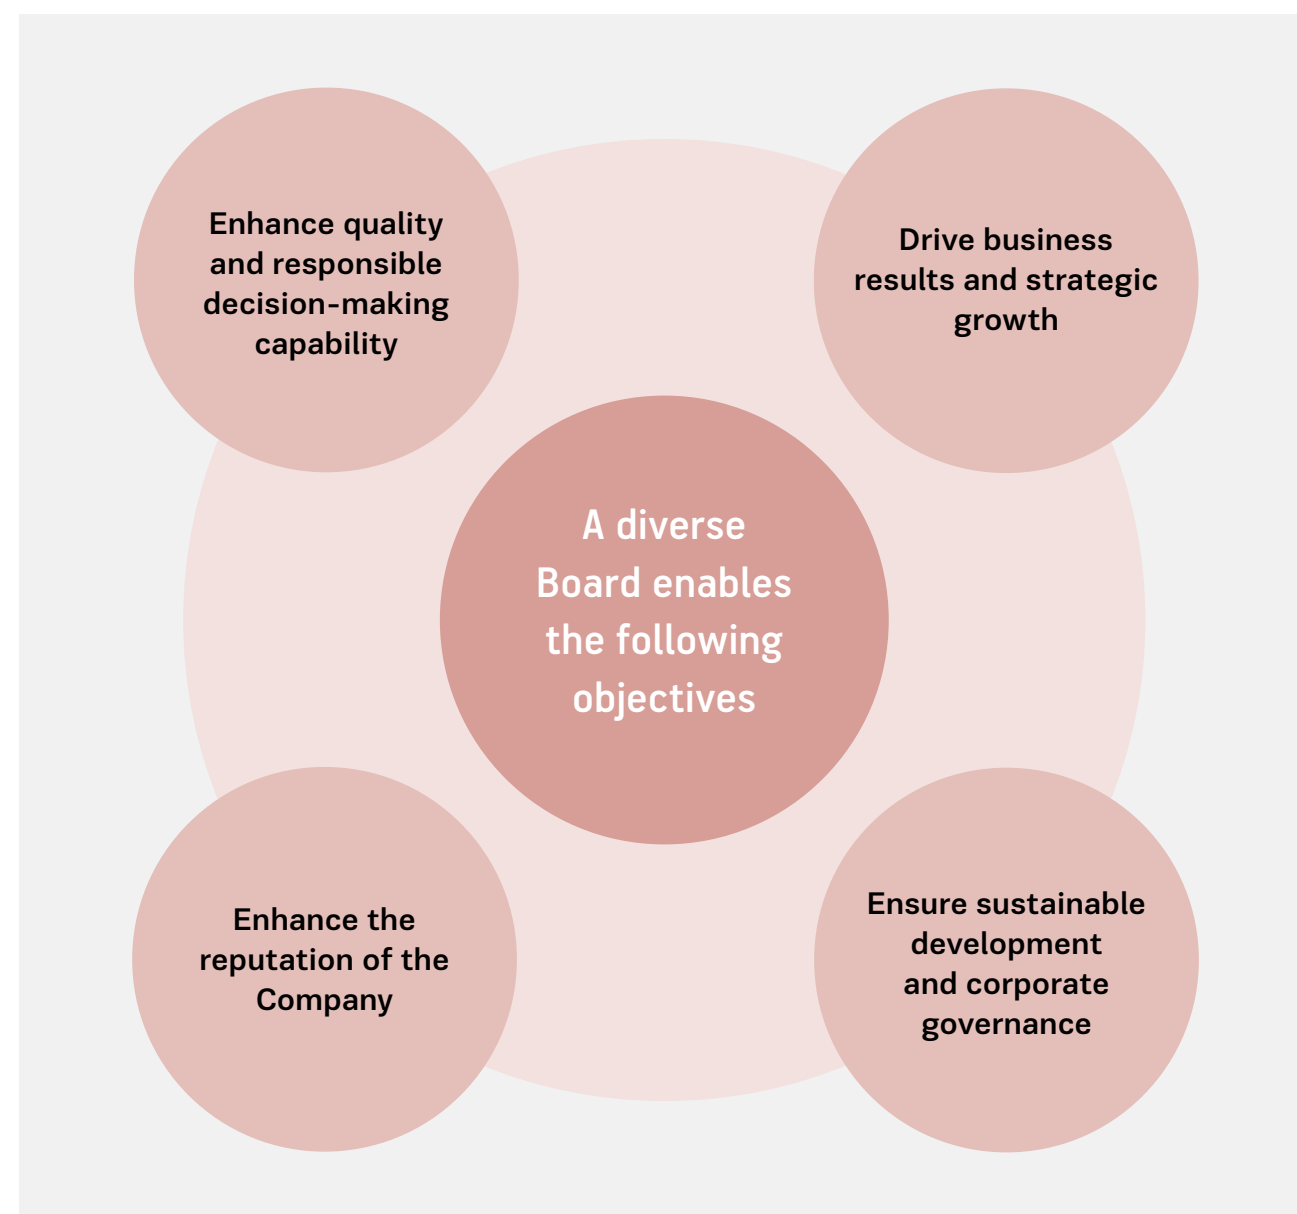 Enhance quality
and responsible
decision-making
capability
Drive business
results and strategic
growth
A diverse
Board enables
the following
objectives
Enhance the
reputation of the
Company
Ensure sustainable
development
and corporate
governance